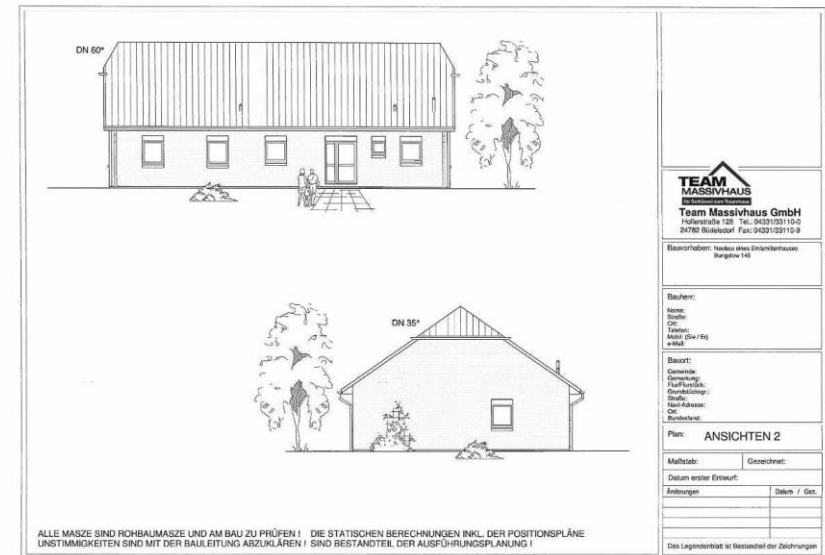 DN 60°
DN 35°
ALLE MASZE SIND ROHBAUMASZE UND AM BAU ZU PRÜFEN ! DIE STATISCHEN BERECHNUNGEN INKL. DER POSITIONSPLÄNE
UNSTIMMIGKEITEN SIND MIT DER BAULEITUNG ABZUKLÄREN ! SIND BESTANDTEIL DER AUSFÜHRUNGSPLANUNG !
TEAM
MASSIVHAUS
Ihr Schlüssel zum Traumhaus
Team Massivhaus GmbH
Hollerstraße 128 Tel.: 04331/33110-0
24782 Büdelsdorf Fax: 04331/33110-9
Bauvorhaben: Neubau eines Einfamilienhauses
Bungalow 145
Bauherr:
Name:
Straße:
Ort:
Telefon:
Mobil: (Sie / Er)
e-Mail:
Bauort:
Gemeinde:
Gemarkung:
Flur/Flurstück:
Grundstücksgr.:
Straße:
Navi-Adresse:
Ort:
Bundesland:
Plan: ANSICHTEN 2
Maßstab: Gezeichnet:
Datum erster Entwurf:
Änderungen Datum / Gez.
Das Legendenblatt ist Bestandteil der Zeichnungen